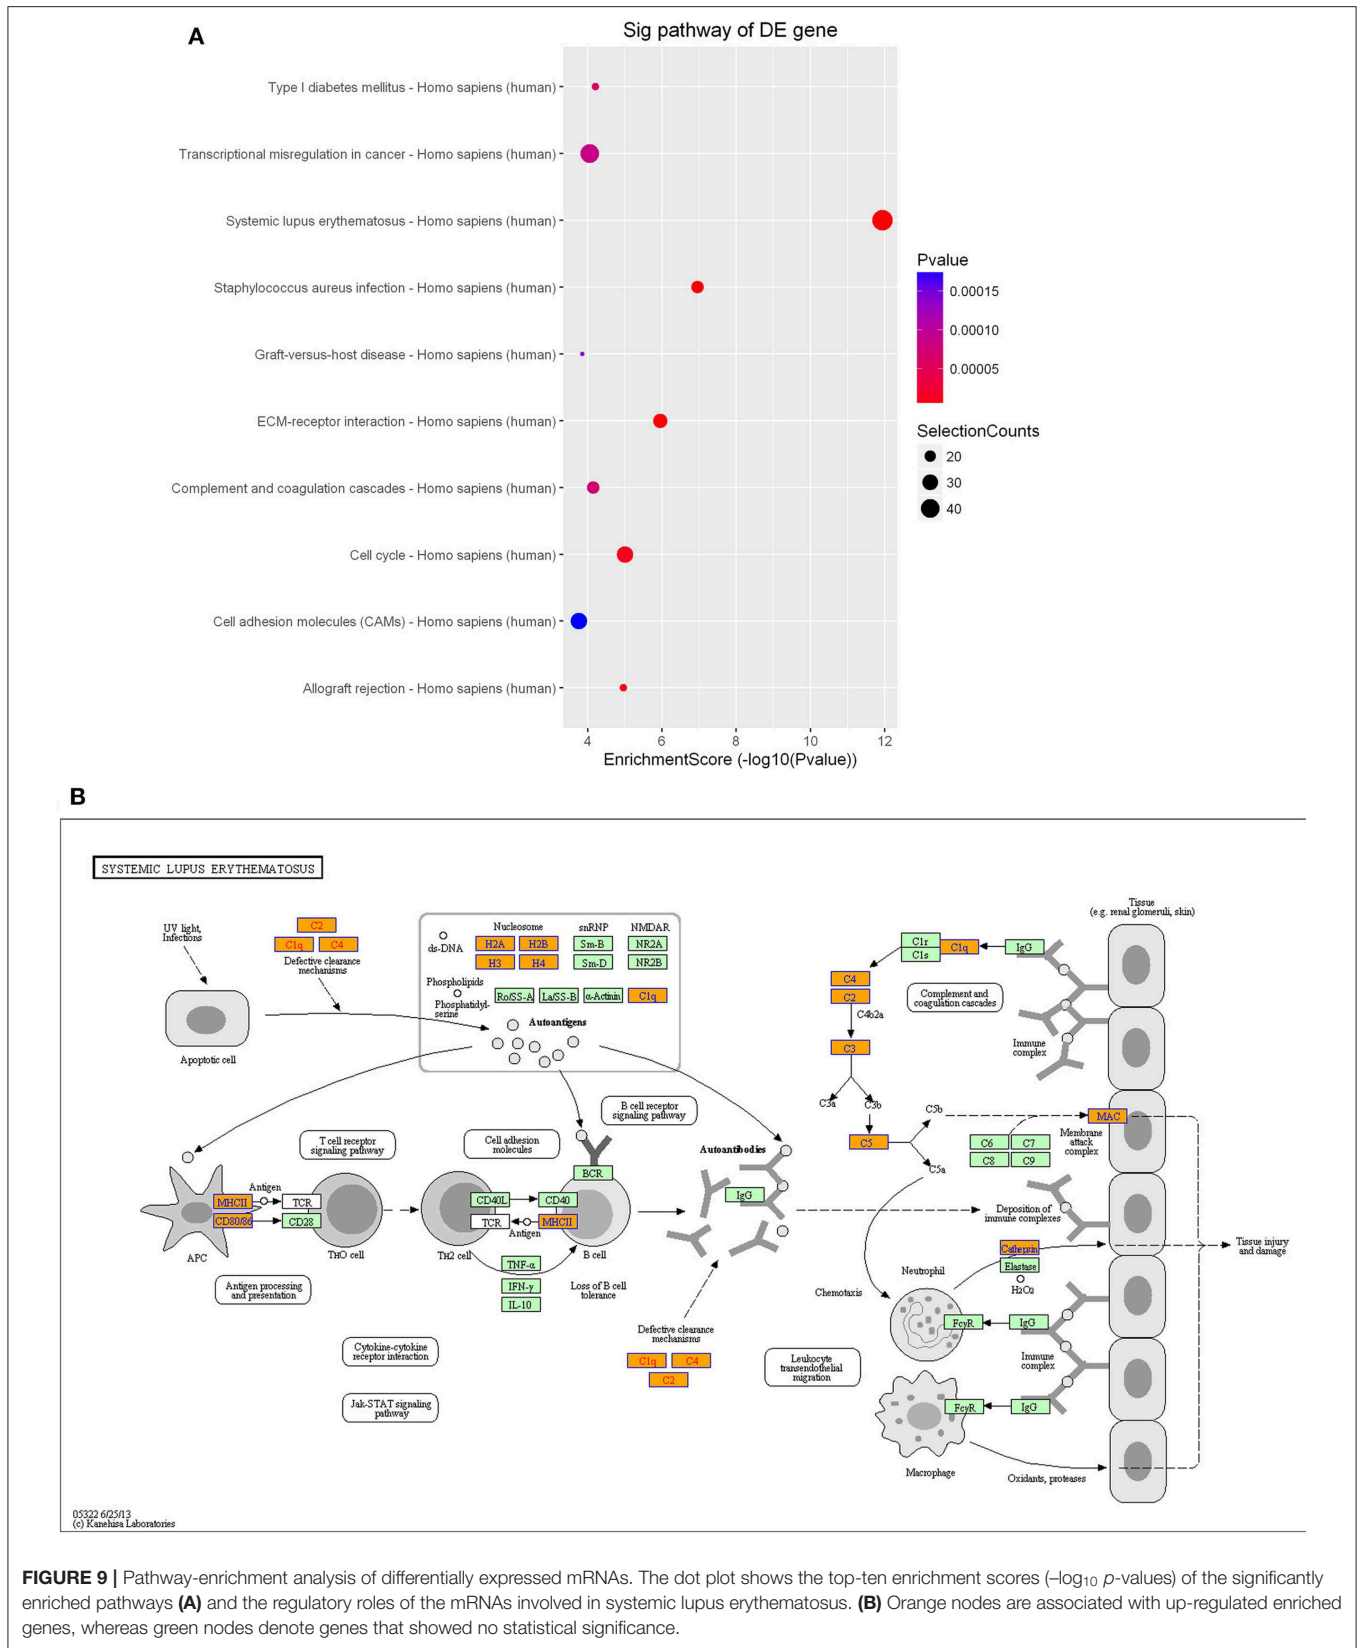 A
Sig pathway of DE gene
Type I diabetes mellitus - Homo sapiens (human)
Transcriptional misregulation in cancer - Homo sapiens (human)
Systemic lupus erythematosus - Homo sapiens (human)
Staphylococcus aureus infection - Homo sapiens (human)
Graft-versus-host disease - Homo sapiens (human)
ECM-receptor interaction - Homo sapiens (human)
Complement and coagulation cascades - Homo sapiens (human)
Cell cycle - Homo sapiens (human)
Cell adhesion molecules (CAMs) - Homo sapiens (human)
Allograft rejection - Homo sapiens (human)
4 6 8 10 12
EnrichmentScore (-log10(Pvalue))
Pvalue
0.00015
0.00010
0.00005
SelectionCounts
20
30
40
B
SYSTEMIC LUPUS ERYTHEMATOSUS
UV light,
Infections
C2
C1q C4
Defective clearance
mechanisms
Apoptotic cell
Nucleosome snRNP NMDAR
ds-DNA
H2A H2B Sm-B NR2A
H3 H4 Sm-D NR2B
Phospholipids
Phosphatidyl-
serine
Ro/SS-A La/SS-B α-Actinin C1q
Autoantigens
Tissue
(e.g. renal glomeruli, skin)
C1r
C1s
C1q
IgG
C4
C2
C4b2a
Complement and
coagulation cascades
C3
Immune
complex
C3a C3b
C5
C5b
C5a
MAC
Membrane
attack
complex
C6 C7
C8 C9
B cell receptor
signaling pathway
T cell receptor
signaling pathway
Cell adhesion
molecules
Autoantibodies
BCR
IgG
MHCII
Antigen
TCR
CD80/86
CD28
APC
TH0 cell
CD40L
CD40
TCR
MHCII
Antigen
TH2 cell
B cell
TNF-α
IFN-γ
IL-10
Loss of B cell
tolerance
Antigen processing
and presentation
Cytokine-cytokine
receptor interaction
Jak-STAT signaling
pathway
Defective clearance
mechanisms
C1q C4
C2
Deposition of
immune complexes
Tissue injury
and damage
Cathepsin
Elastase
H2O2
Neutrophil
Chemotaxis
FcγR
IgG
Immune
complex
Leukocyte
transendothelial
migration
FcγR
IgG
Macrophage
Oxidants, proteases
05322 6/25/13
(c) Kanehisa Laboratories
FIGURE 9 | Pathway-enrichment analysis of differentially expressed mRNAs. The dot plot shows the top-ten enrichment scores (–log10 p-values) of the significantly
enriched pathways (A) and the regulatory roles of the mRNAs involved in systemic lupus erythematosus. (B) Orange nodes are associated with up-regulated enriched
genes, whereas green nodes denote genes that showed no statistical significance.